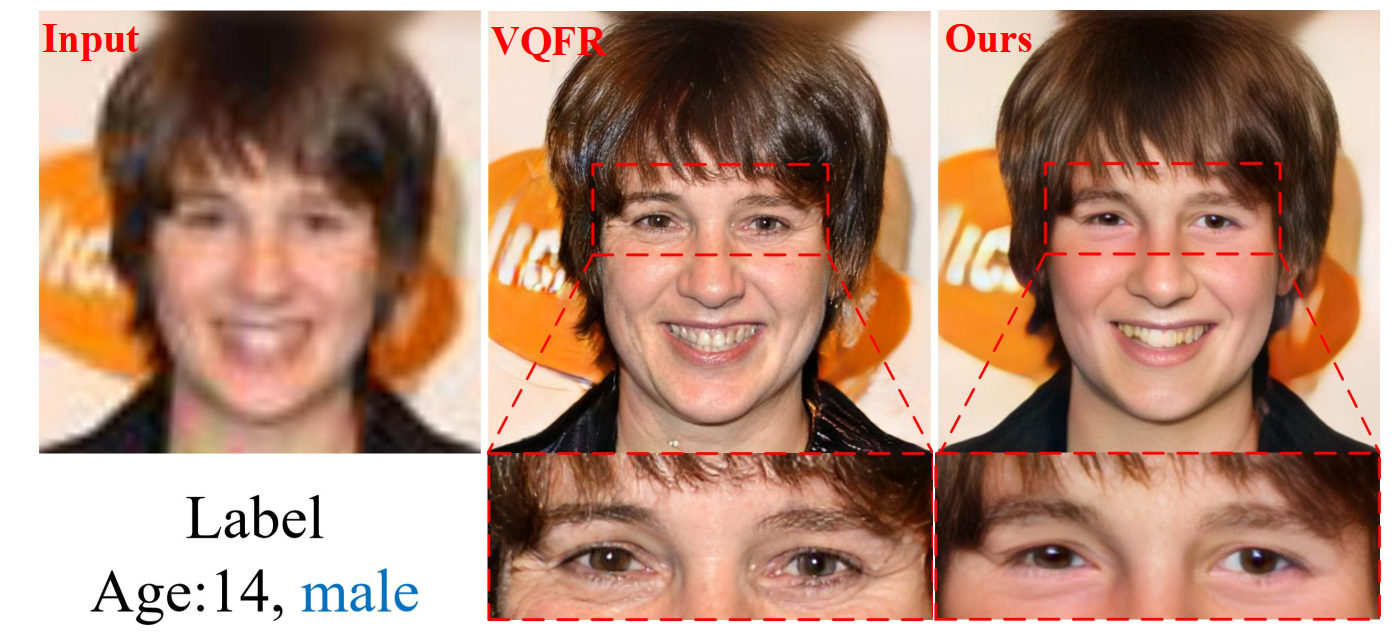 Input
VQFR
Ours
Label
Age:14, male